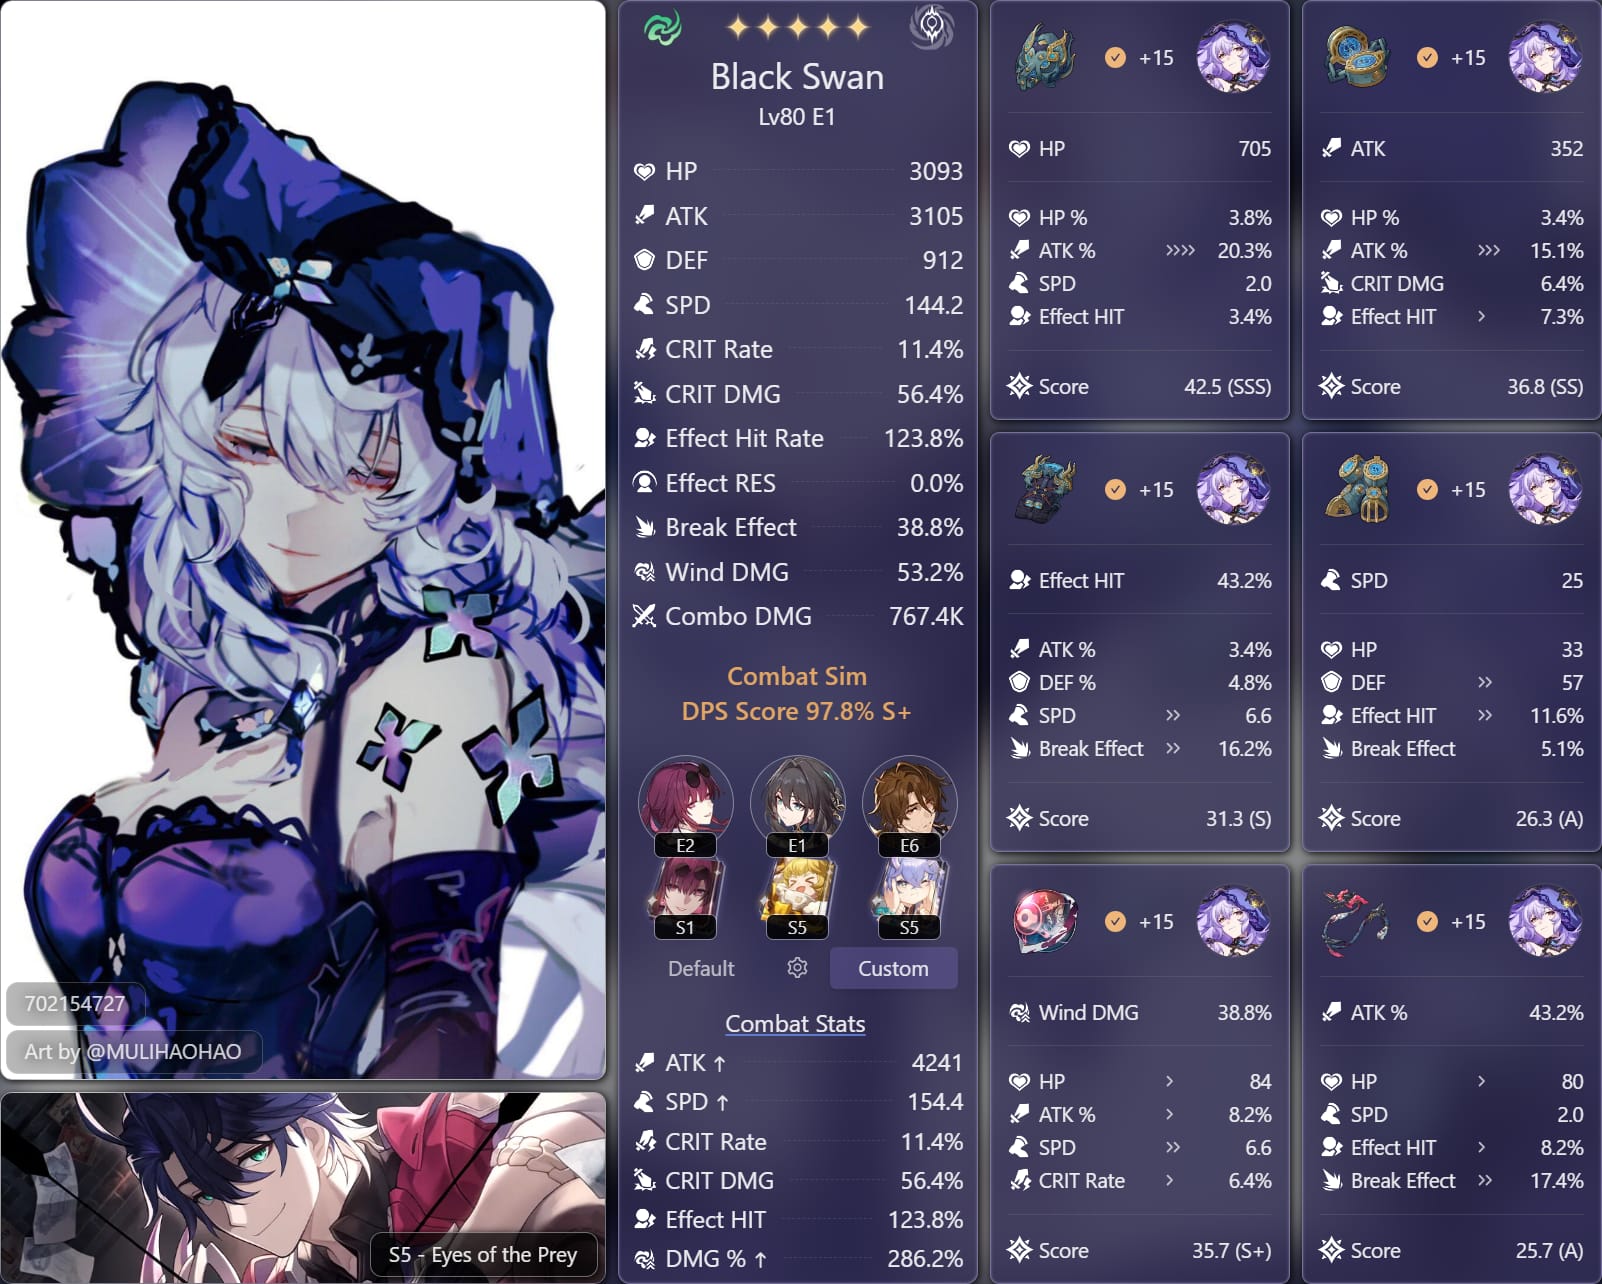 702154727
Art by @MULIHAOHAO
S5 - Eyes of the Prey
Black Swan
Lv80 E1
HP 3093
ATK 3105
DEF 912
SPD 144.2
CRIT Rate 11.4%
CRIT DMG 56.4%
Effect Hit Rate 123.8%
Effect RES 0.0%
Break Effect 38.8%
Wind DMG 53.2%
Combo DMG 767.4K
Combat Sim
DPS Score 97.8% S+
E2 E1 E6
S1 S5 S5
Default Custom
Combat Stats
ATK ↑ 4241
SPD ↑ 154.4
CRIT Rate 11.4%
CRIT DMG 56.4%
Effect HIT 123.8%
DMG % ↑ 286.2%
+15
HP 705
HP % 3.8%
ATK % >>>> 20.3%
SPD 2.0
Effect HIT 3.4%
Score 42.5 (SSS)
+15
ATK 352
HP % 3.4%
ATK % >>> 15.1%
CRIT DMG 6.4%
Effect HIT > 7.3%
Score 36.8 (SS)
+15
Effect HIT 43.2%
ATK % 3.4%
DEF % 4.8%
SPD >> 6.6
Break Effect >> 16.2%
Score 31.3 (S)
+15
SPD 25
HP 33
DEF >> 57
Effect HIT >> 11.6%
Break Effect 5.1%
Score 26.3 (A)
+15
Wind DMG 38.8%
HP > 84
ATK % > 8.2%
SPD >> 6.6
CRIT Rate > 6.4%
Score 35.7 (S+)
+15
ATK % 43.2%
HP > 80
SPD 2.0
Effect HIT > 8.2%
Break Effect >> 17.4%
Score 25.7 (A)